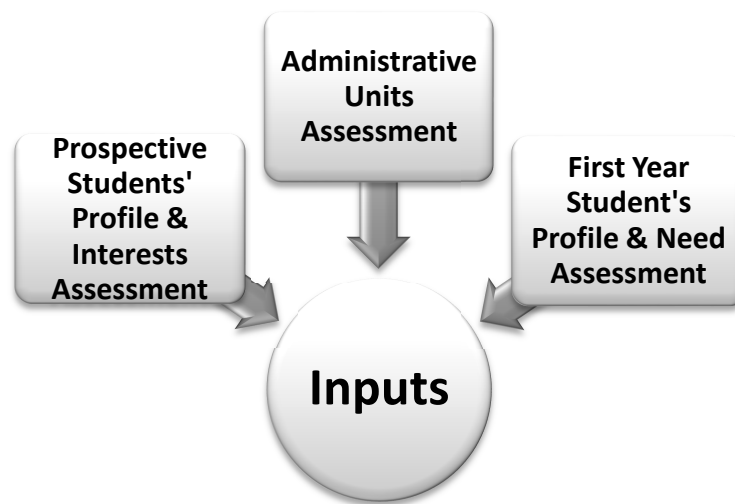 Prospective
Students'
Profile &
Interests
Assessment
Administrative
Units
Assessment
First Year
Student's
Profile & Need
Assessment
Inputs